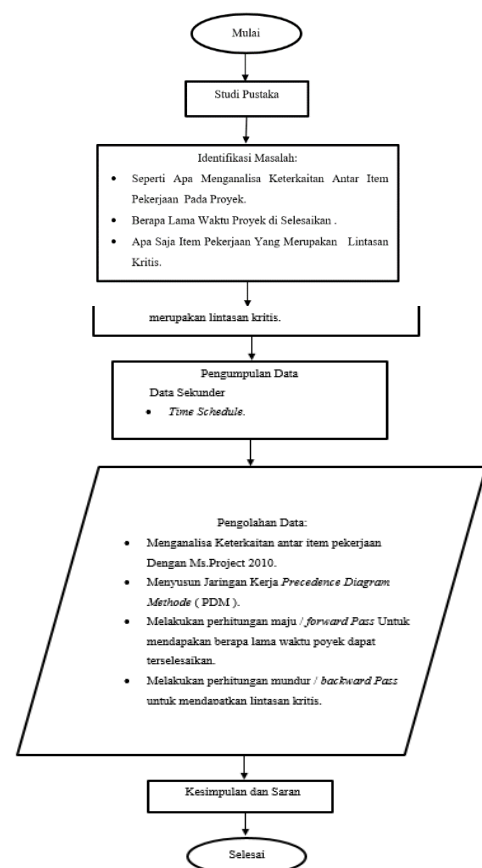 Mulai
Studi Pustaka
Identifikasi Masalah:
• Seperti Apa Menganalisa Keterkaitan Antar Item
Pekerjaan Pada Proyek.
• Berapa Lama Waktu Proyek di Selesaikan .
• Apa Saja Item Pekerjaan Yang Merupakan Lintasan
Kritis.
merupakan lintasan kritis.
Pengumpulan Data
Data Sekunder
• Time Schedule.
Pengolahan Data:
• Menganalisa Keterkaitan antar item pekerjaan
Dengan Ms.Project 2010.
• Menyusun Jaringan Kerja Precedence Diagram
Methode ( PDM ).
• Melakukan perhitungan maju / forward Pass Untuk
mendapakan berapa lama waktu poyek dapat
terselesaikan.
• Melakukan perhitungan mundur / backward Pass
untuk mendapatkan lintasan kritis.
Kesimpulan dan Saran
Selesai